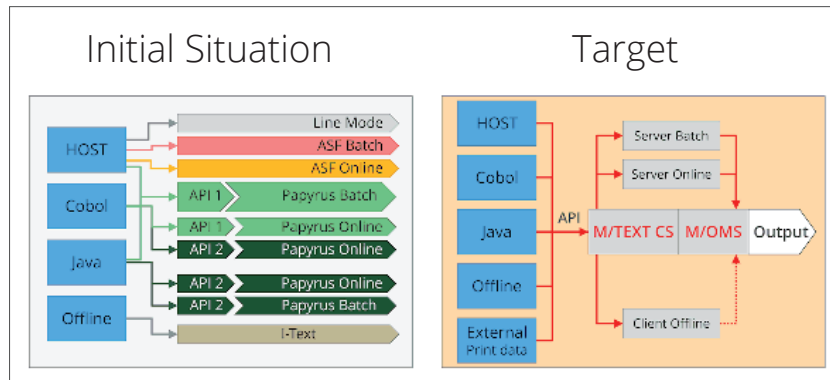 Initial Situation
Target
HOST
Cobol
Java
Offline
Line Mode
ASF Batch
ASF Online
API 1 Papyrus Batch
API 1 Papyrus Online
API 2 Papyrus Online
API 2 Papyrus Online
API 2 Papyrus Batch
I-Text
HOST
Cobol
Java
Offline
External
Print data
API
Server Batch
Server Online
M/TEXT CS M/OMS Output
Client Offline